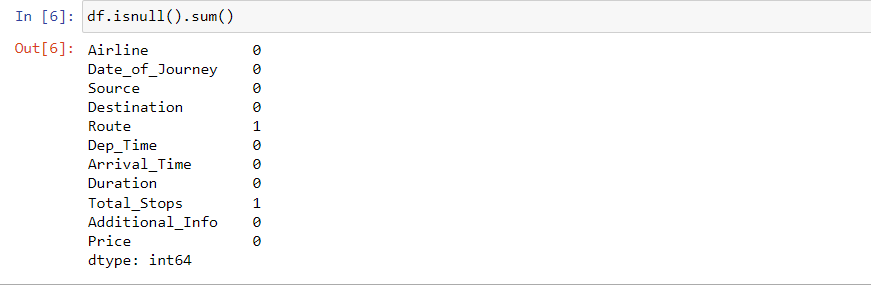 In [6]: df.isnull().sum()
Out[6]: Airline 0
Date_of_Journey 0
Source 0
Destination 0
Route 1
Dep_Time 0
Arrival_Time 0
Duration 0
Total_Stops 1
Additional_Info 0
Price 0
dtype: int64